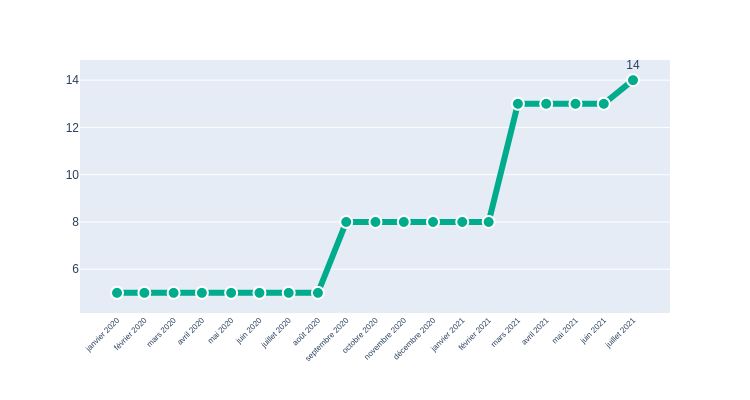 14
14
12
10
8
6
janvier 2020
février 2020
mars 2020
avril 2020
mai 2020
juin 2020
juillet 2020
août 2020
septembre 2020
octobre 2020
novembre 2020
décembre 2020
janvier 2021
février 2021
mars 2021
avril 2021
mai 2021
juin 2021
juillet 2021